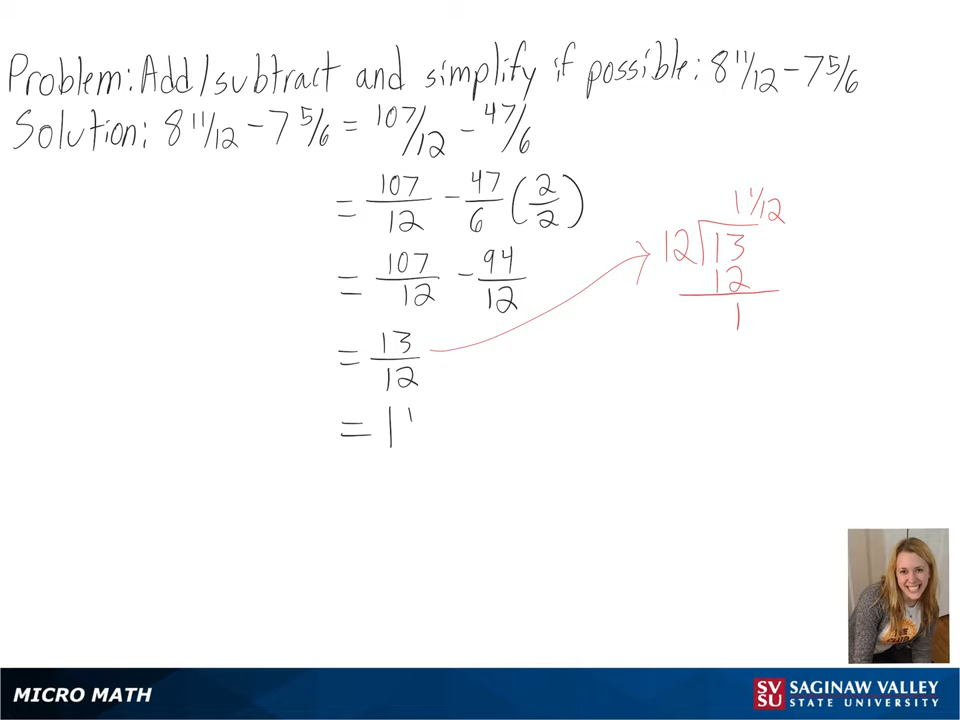 Problem: Add/subtract and simplify if possible: 8 11/12 - 7 5/6
Solution: 8 11/12 - 7 5/6 = 107/12 - 47/6
= 107/12 - 47/6 (2/2)
= 107/12 - 94/12
= 13/12
= 1 1
1 1/12
12 13
12
1
MICRO MATH
SVSU SAGINAW VALLEY
STATE UNIVERSITY